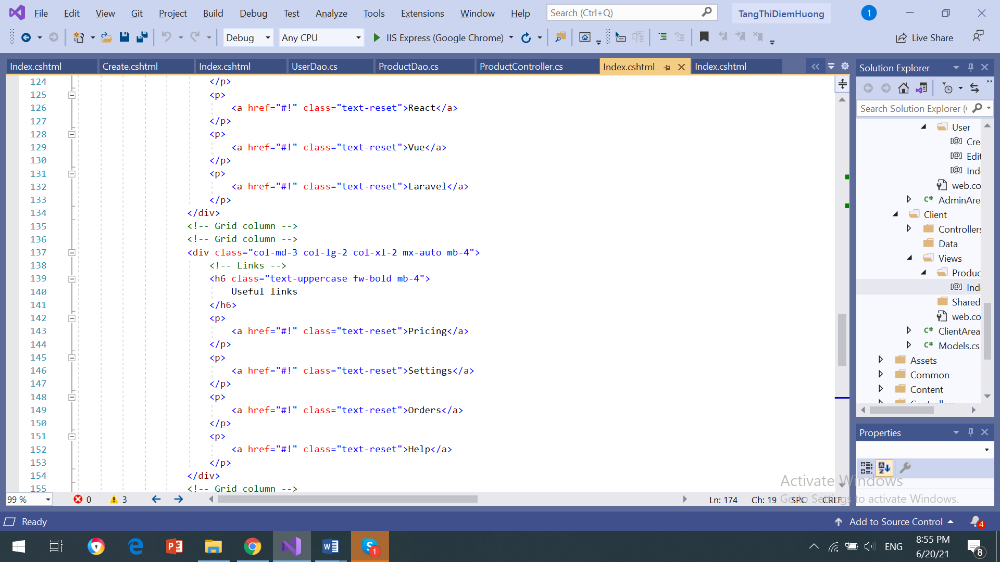 File Edit View Git Project Build Debug Test Analyze Tools Extensions Window Help Search (Ctrl+Q) TangThiDiemHuong 1
Debug Any CPU IIS Express (Google Chrome) Live Share
Index.cshtml Create.cshtml Index.cshtml UserDao.cs ProductDao.cs ProductController.cs Index.cshtml Index.cshtml
124 </p>
125 <p>
126 <a href="#!" class="text-reset">React</a>
127 </p>
128 <p>
129 <a href="#!" class="text-reset">Vue</a>
130 </p>
131 <p>
132 <a href="#!" class="text-reset">Laravel</a>
133 </p>
134 </div>
135 <!-- Grid column -->
136 <!-- Grid column -->
137 <div class="col-md-3 col-lg-2 col-xl-2 mx-auto mb-4">
138 <!-- Links -->
139 <h6 class="text-uppercase fw-bold mb-4">
140 Useful links
141 </h6>
142 <p>
143 <a href="#!" class="text-reset">Pricing</a>
144 </p>
145 <p>
146 <a href="#!" class="text-reset">Settings</a>
147 </p>
148 <p>
149 <a href="#!" class="text-reset">Orders</a>
150 </p>
151 <p>
152 <a href="#!" class="text-reset">Help</a>
153 </p>
154 </div>
155 <!-- Grid column -->
99 % 0 3 Ln: 174 Ch: 19 SPC CRLF
Solution Explorer
Search Solution Explorer (
User
Cre
Edit
Ind
web.co
C# AdminAre
Client
Controllers
Data
Views
Produc
Ind
Shared
web.co
C# ClientArea
C# Models.cs
Assets
Common
Content
Controllers
Properties
Activate Windows
Go to Settings to activate Windows.
Ready Add to Source Control 4
1 ENG 8:55 PM
6/20/21 8